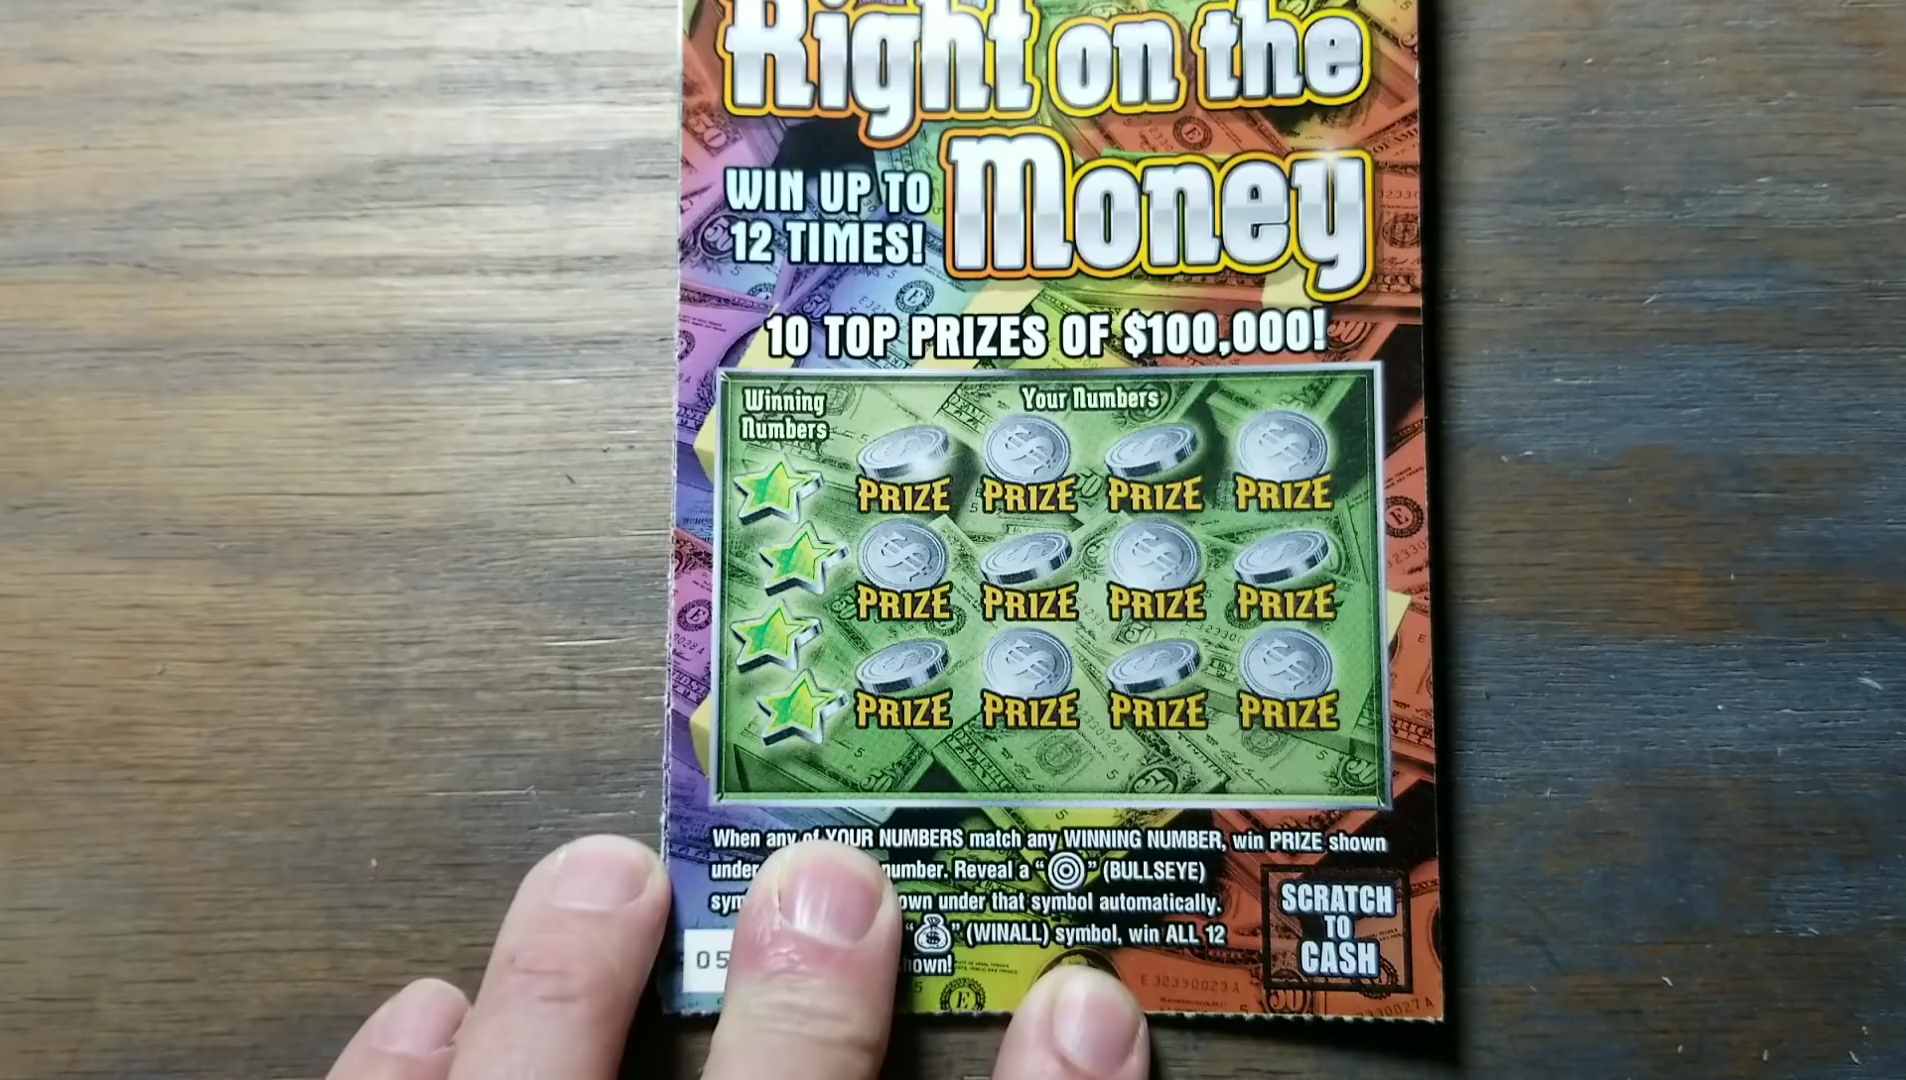 Right on the
Money
WIN UP TO
12 TIMES!
10 TOP PRIZES OF $100,000!
Winning
Numbers
Your Numbers
PRIZE PRIZE PRIZE PRIZE
PRIZE PRIZE PRIZE PRIZE
PRIZE PRIZE PRIZE PRIZE
When any of YOUR NUMBERS match any WINNING NUMBER, win PRIZE shown
under number. Reveal a " " (BULLSEYE)
own under that symbol automatically.
" " (WINALL) symbol, win ALL 12
hown!
SCRATCH
TO
CASH
05
E 32330023 A